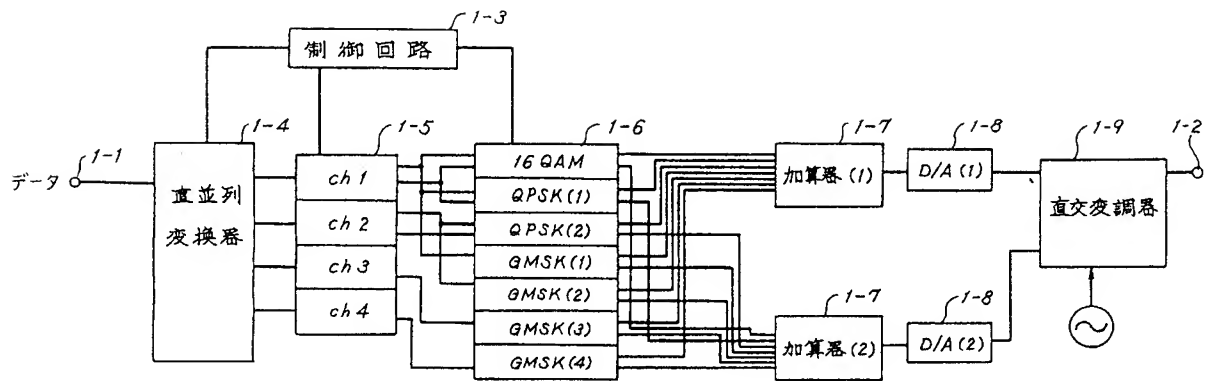 1-3
制御回路
1-4
1-5
1-6
1-7
1-8
1-9
1-2
1-1
データ
直並列
変換器
ch 1
ch 2
ch 3
ch 4
16 QAM
QPSK(1)
QPSK(2)
GMSK(1)
GMSK(2)
GMSK(3)
GMSK(4)
加算器(1)
D/A(1)
直交変調器
1-7
1-8
加算器(2)
D/A(2)